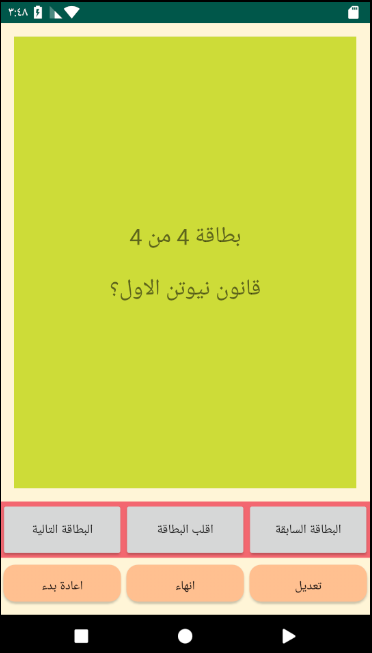 ٣:٤٨
بطاقة 4 من 4
قانون نيوتن الاول؟
البطاقة السابقة
اقلب البطاقة
البطاقة التالية
تعديل
انهاء
اعادة بدء